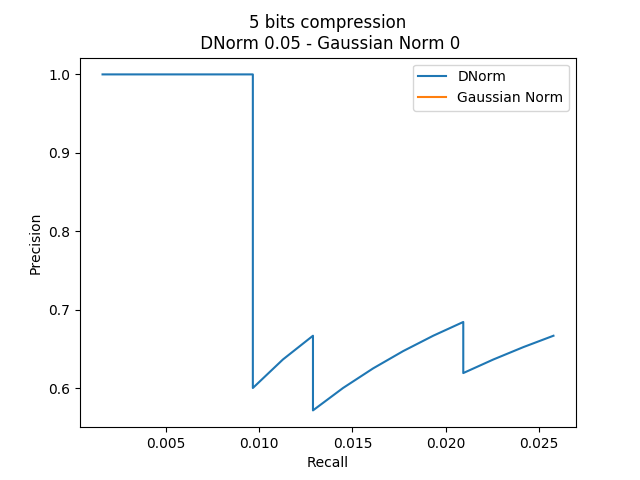 5 bits compression
DNorm 0.05 - Gaussian Norm 0
DNorm
Gaussian Norm
1.0
0.9
0.8
0.7
0.6
Precision
0.005
0.010
0.015
0.020
0.025
Recall